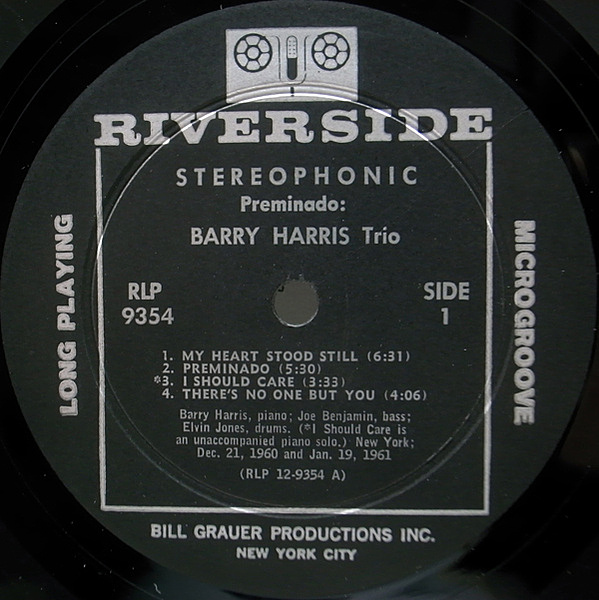 RIVERSIDE
STEREOPHONIC
Preminado:
BARRY HARRIS Trio
LONG PLAYING
MICROGROOVE
RLP
9354
SIDE
1
1. MY HEART STOOD STILL (6:31)
2. PREMINADO (5:30)
*3. I SHOULD CARE (3:33)
4. THERE'S NO ONE BUT YOU (4:06)
Barry Harris, piano; Joe Benjamin, bass;
Elvin Jones, drums. (*I Should Care is
an unaccompanied piano solo.) New York;
Dec. 21, 1960 and Jan. 19, 1961
(RLP 12-9354 A)
BILL GRAUER PRODUCTIONS INC.
NEW YORK CITY